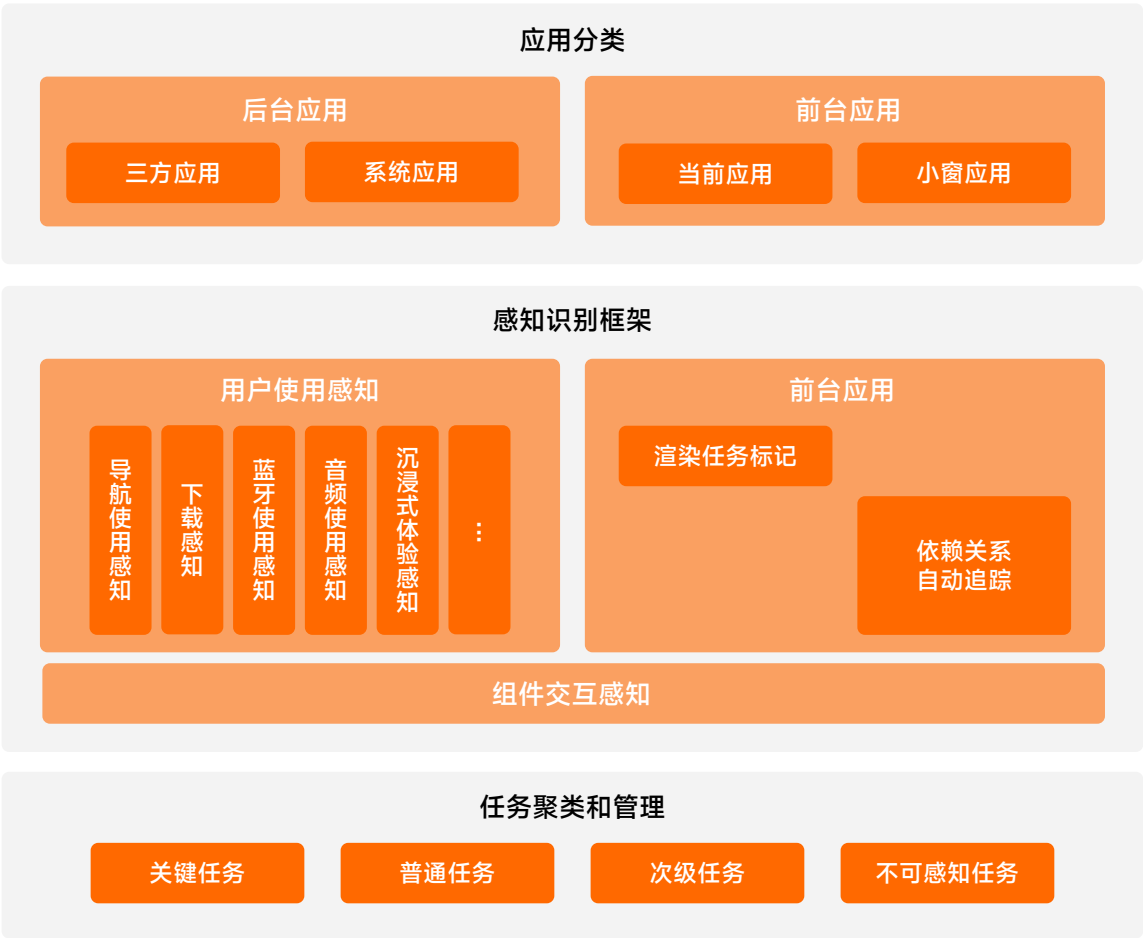 应用分类
后台应用
三方应用
系统应用
前台应用
当前应用
小窗应用
感知识别框架
用户使用感知
导航使用感知
下载感知
蓝牙使用感知
音频使用感知
沉浸式体验感知
...
前台应用
渲染任务标记
依赖关系
自动追踪
组件交互感知
任务聚类和管理
关键任务
普通任务
次级任务
不可感知任务